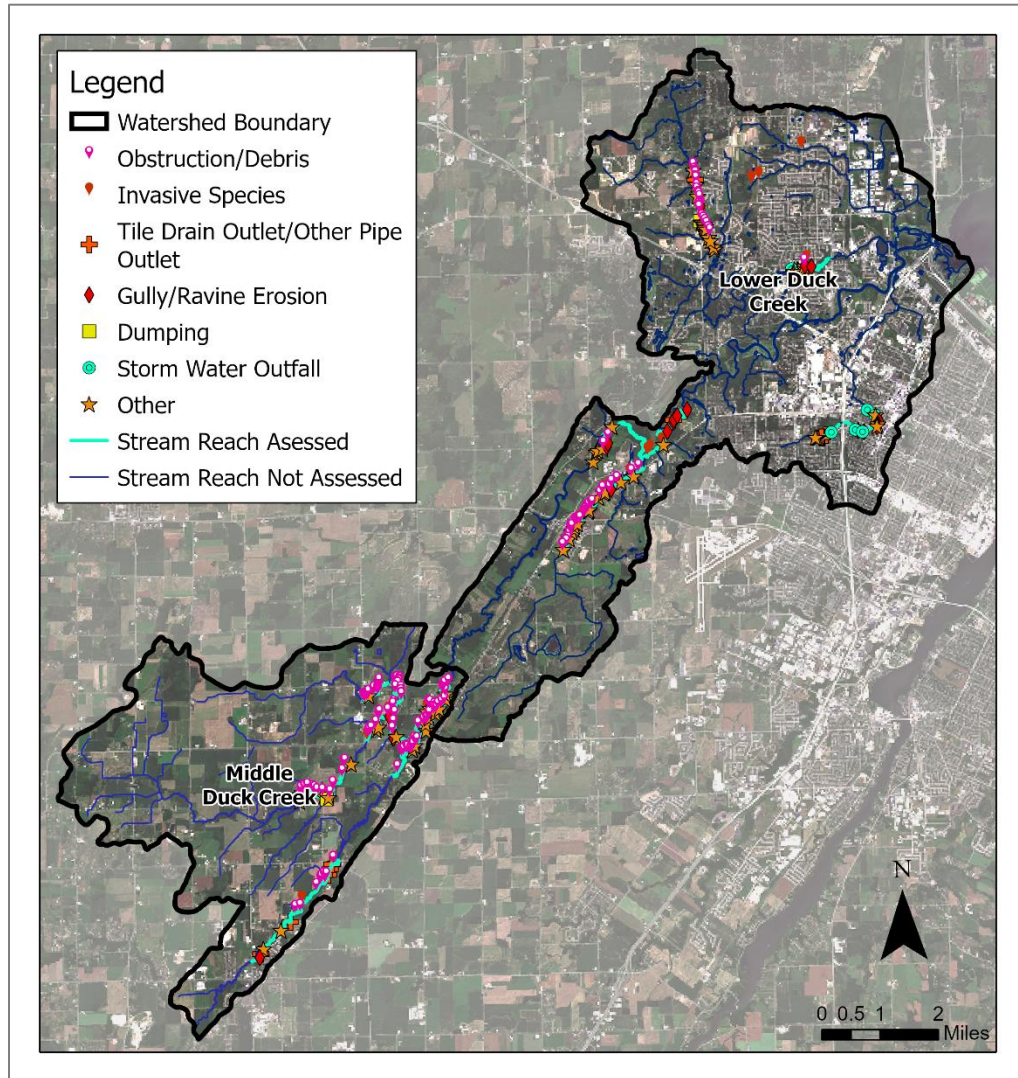 Legend
Watershed Boundary
Obstruction/Debris
Invasive Species
Tile Drain Outlet/Other Pipe
Outlet
Gully/Ravine Erosion
Dumping
Storm Water Outfall
Other
Stream Reach Asessed
Stream Reach Not Assessed
Lower Duck
Creek
Middle
Duck Creek
N
0 0.5 1 2
Miles